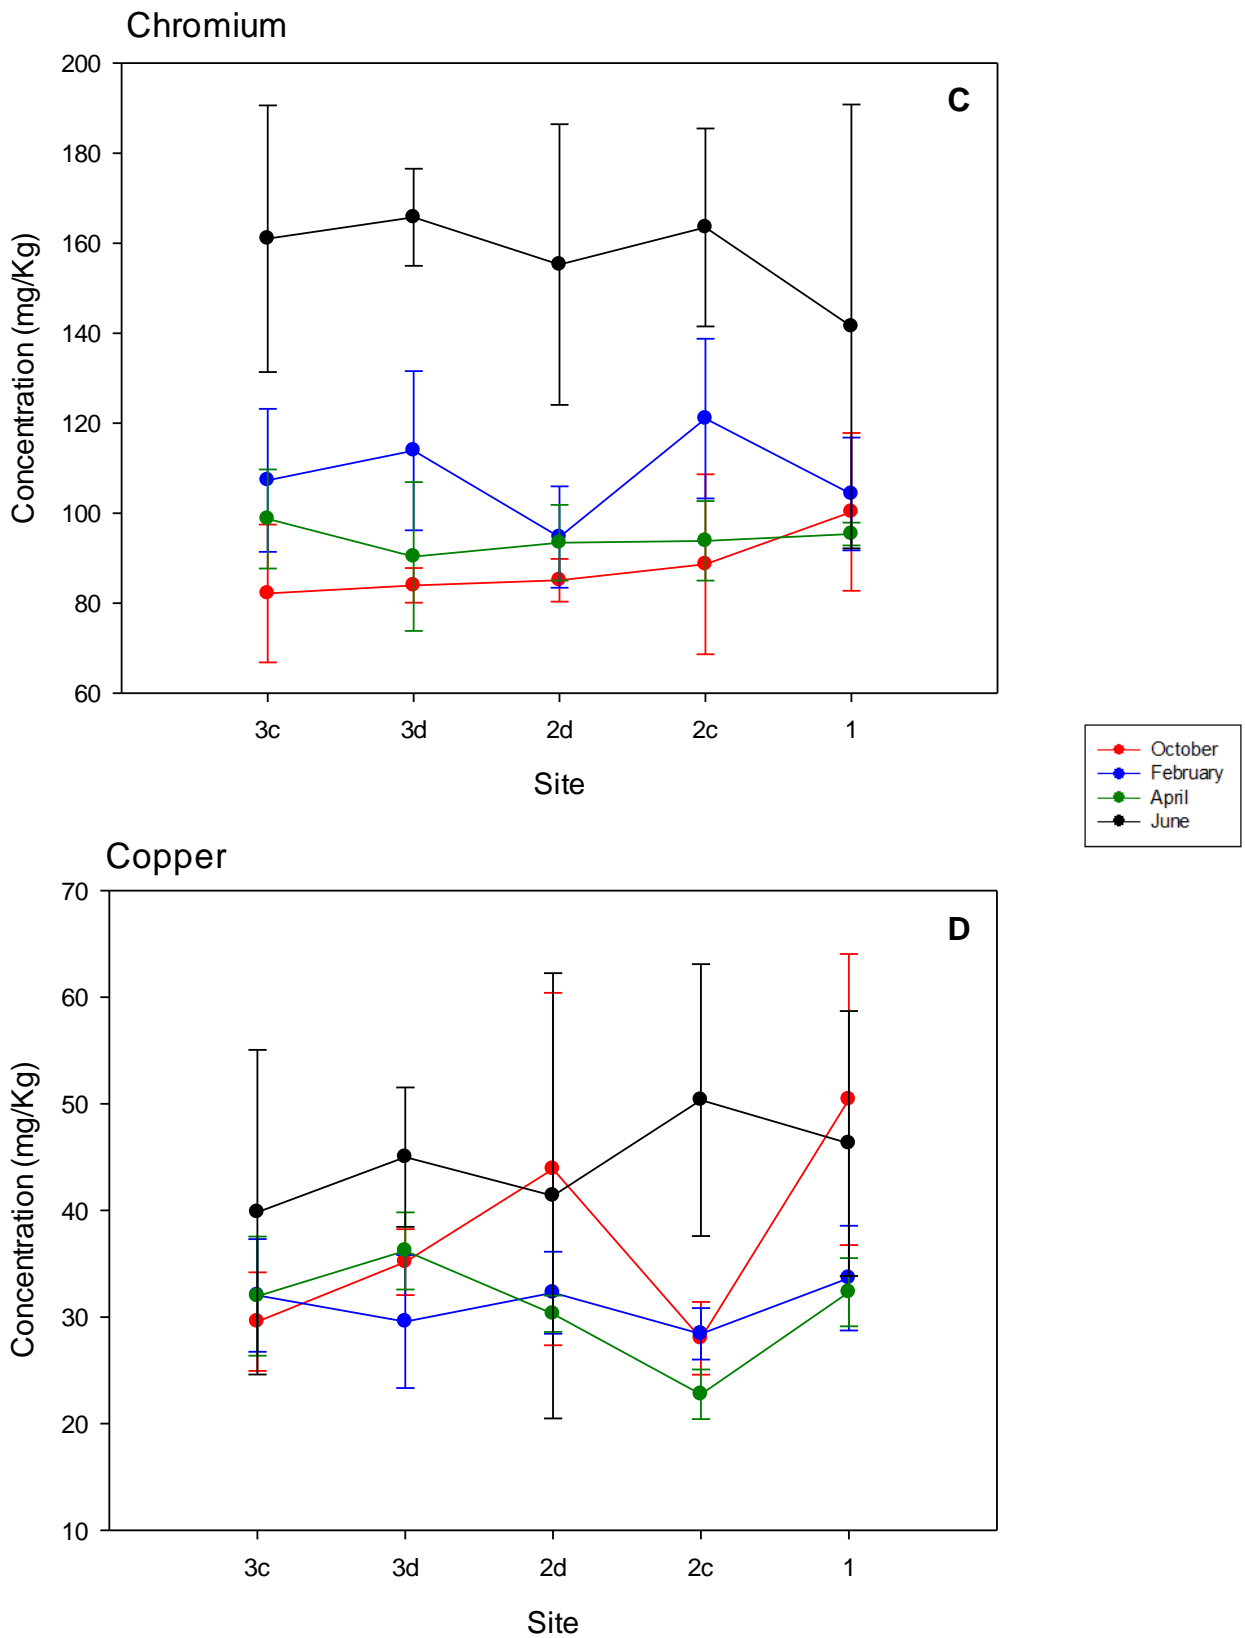 Chromium
C
Concentration (mg/Kg)
200
180
160
140
120
100
80
60
3c 3d 2d 2c 1
Site
October
February
April
June
Copper
D
Concentration (mg/Kg)
70
60
50
40
30
20
10
3c 3d 2d 2c 1
Site